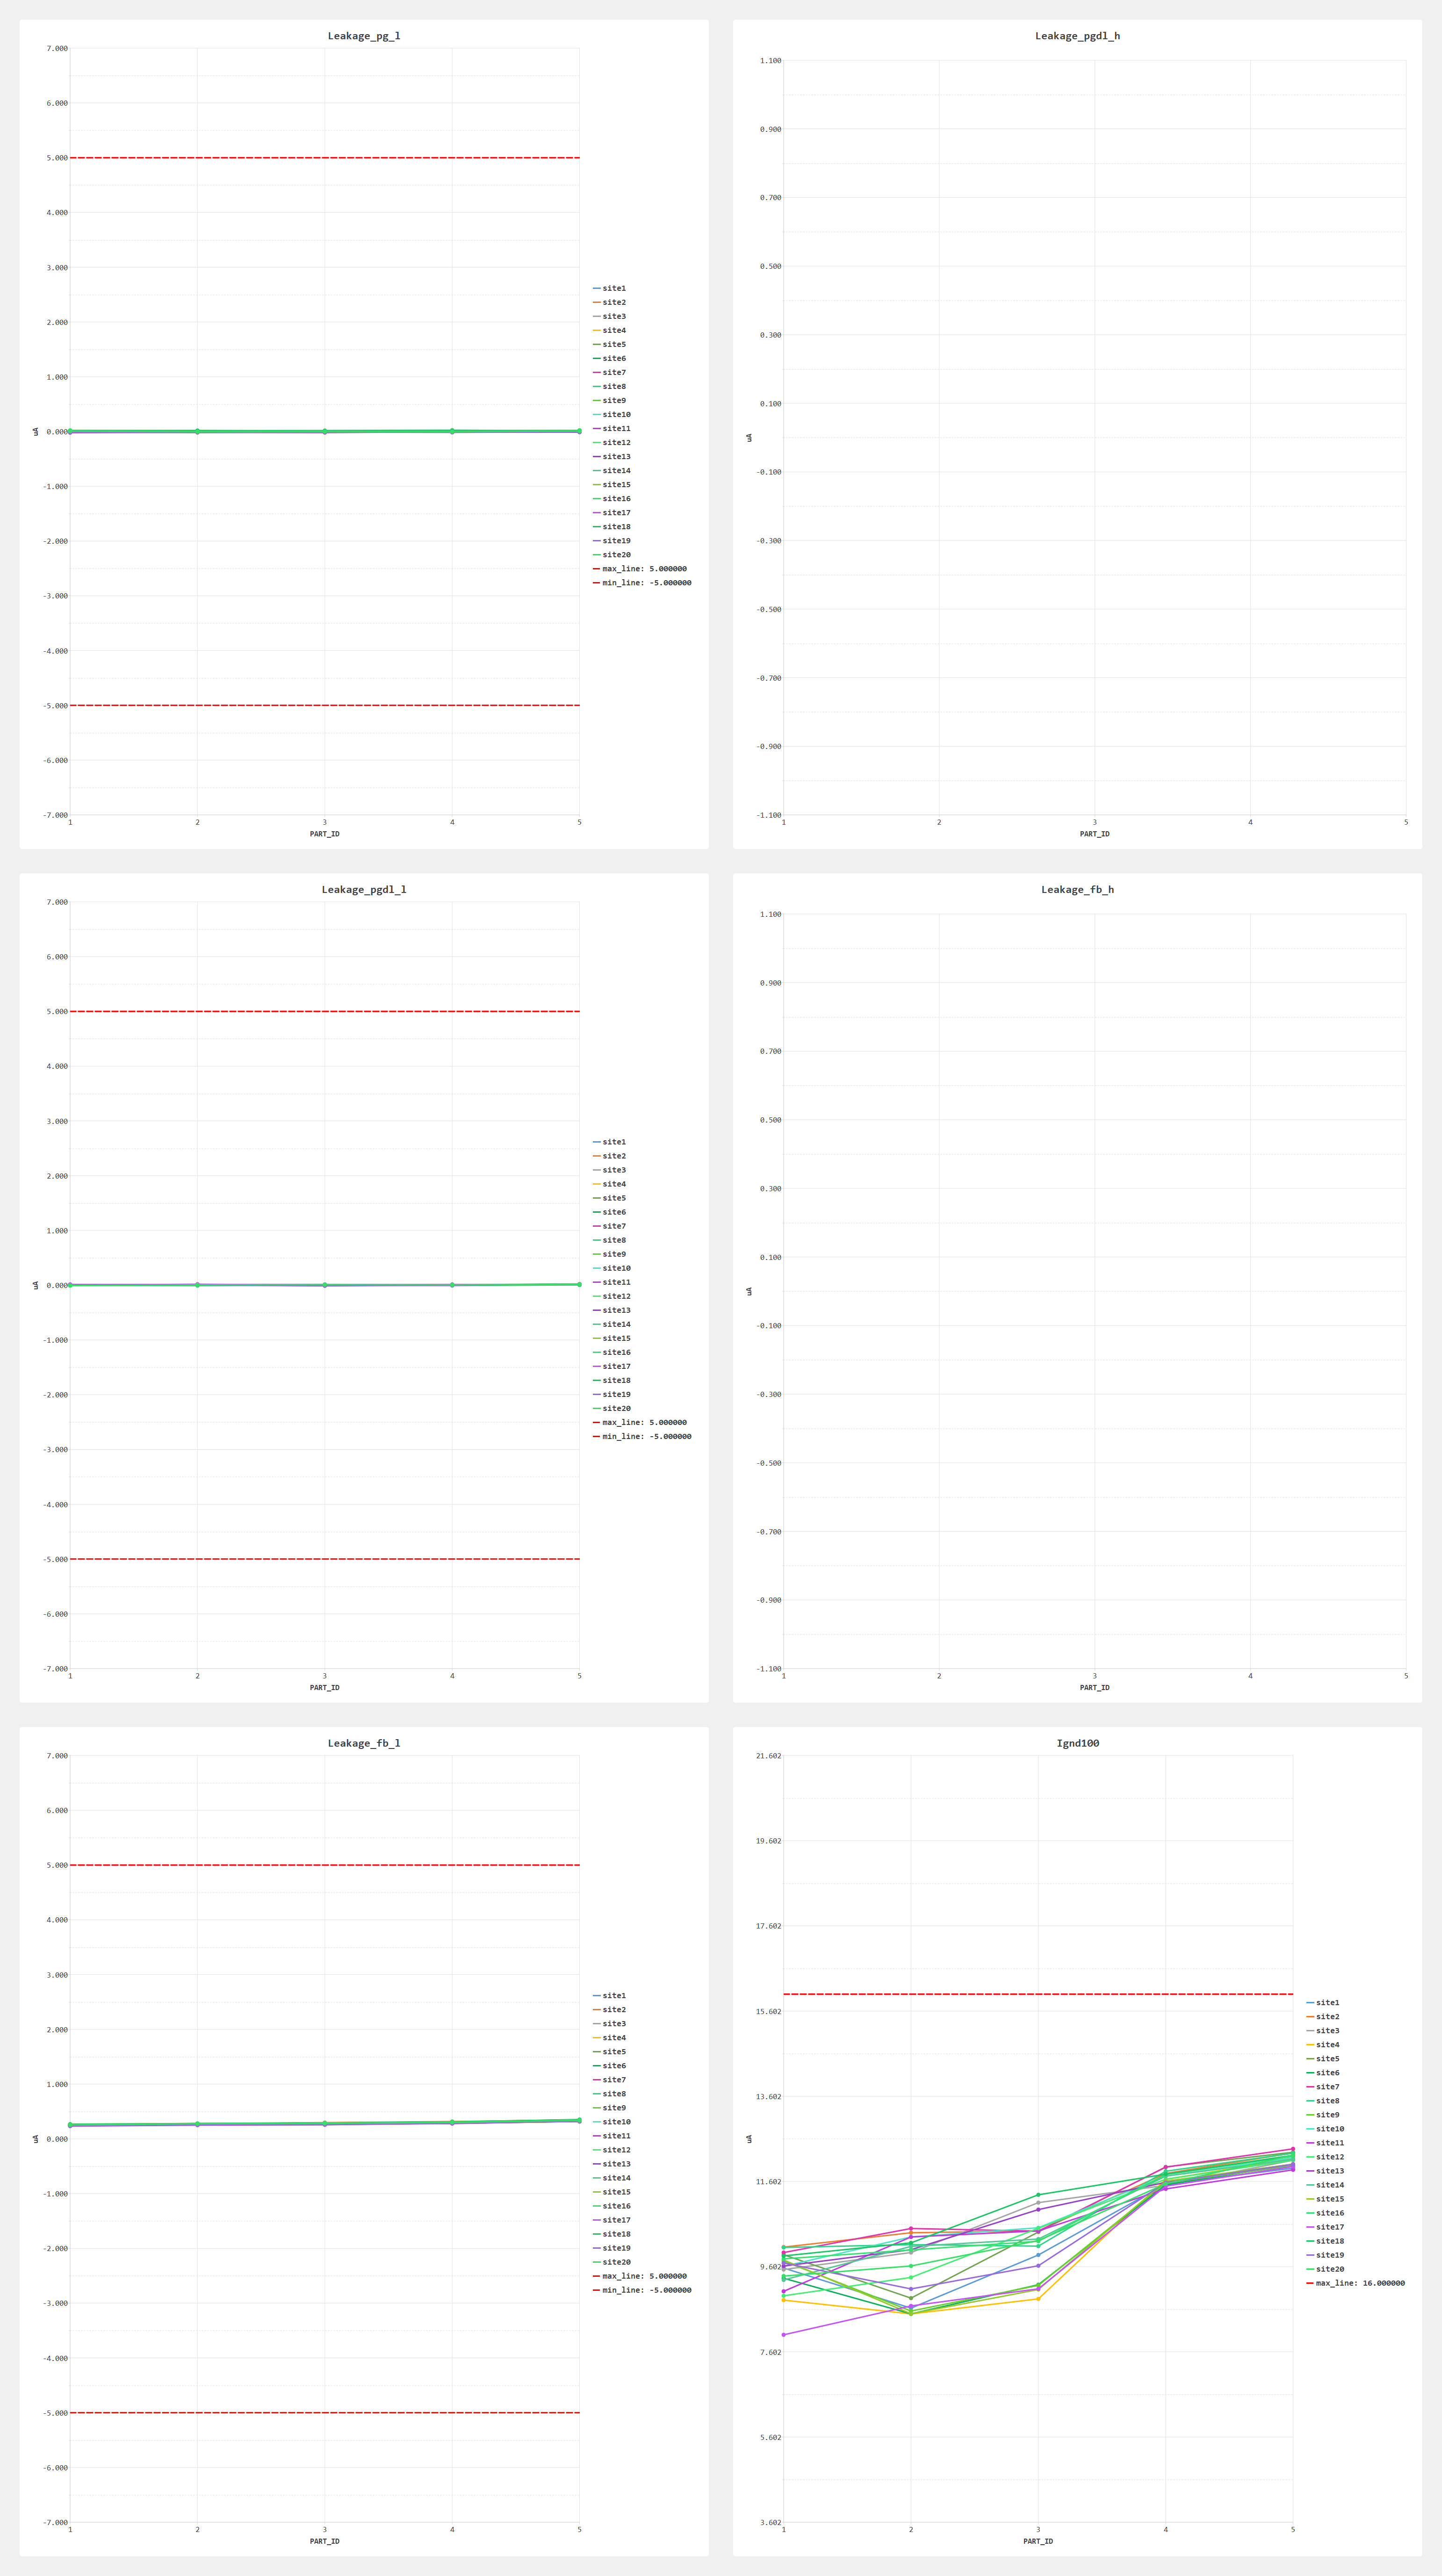 Leakage_pg_l
7.000
6.000
5.000
4.000
3.000
2.000
1.000
0.000
-1.000
-2.000
-3.000
-4.000
-5.000
-6.000
-7.000
uA
1 2 3 4 5
PART_ID
site1
site2
site3
site4
site5
site6
site7
site8
site9
site10
site11
site12
site13
site14
site15
site16
site17
site18
site19
site20
max_line: 5.000000
min_line: -5.000000
Leakage_pgdl_h
1.100
0.900
0.700
0.500
0.300
0.100
-0.100
-0.300
-0.500
-0.700
-0.900
-1.100
uA
1 2 3 4 5
PART_ID
Leakage_pgdl_l
7.000
6.000
5.000
4.000
3.000
2.000
1.000
0.000
-1.000
-2.000
-3.000
-4.000
-5.000
-6.000
-7.000
uA
1 2 3 4 5
PART_ID
site1
site2
site3
site4
site5
site6
site7
site8
site9
site10
site11
site12
site13
site14
site15
site16
site17
site18
site19
site20
max_line: 5.000000
min_line: -5.000000
Leakage_fb_h
1.100
0.900
0.700
0.500
0.300
0.100
-0.100
-0.300
-0.500
-0.700
-0.900
-1.100
uA
1 2 3 4 5
PART_ID
Leakage_fb_l
7.000
6.000
5.000
4.000
3.000
2.000
1.000
0.000
-1.000
-2.000
-3.000
-4.000
-5.000
-6.000
-7.000
uA
1 2 3 4 5
PART_ID
site1
site2
site3
site4
site5
site6
site7
site8
site9
site10
site11
site12
site13
site14
site15
site16
site17
site18
site19
site20
max_line: 5.000000
min_line: -5.000000
Ignd100
21.602
19.602
17.602
15.602
13.602
11.602
9.602
7.602
5.602
3.602
uA
1 2 3 4 5
PART_ID
site1
site2
site3
site4
site5
site6
site7
site8
site9
site10
site11
site12
site13
site14
site15
site16
site17
site18
site19
site20
max_line: 16.000000